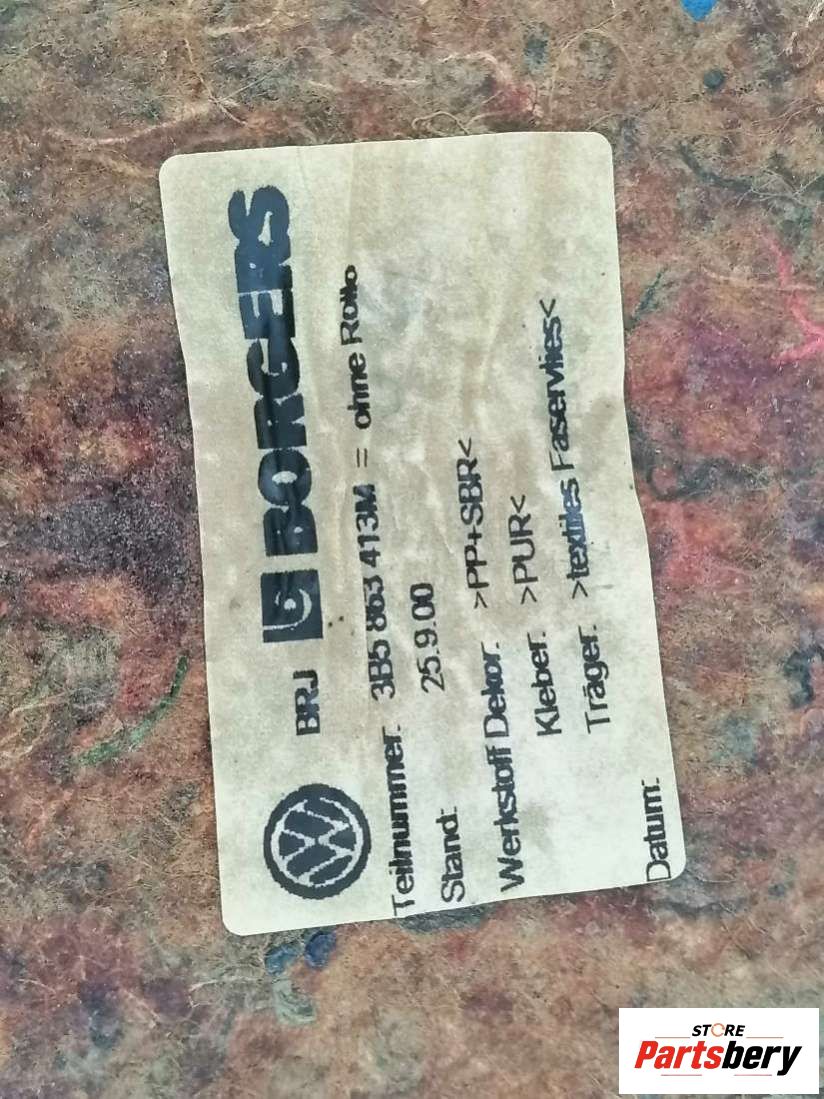 BRJ BORGERS
Teilnummer: 3B5 863 413M = ohne Rollo
Stand: 25.9.00
Werkstoff Dekor: >PP+SBR<
Kleber: >PUR<
Träger: >textiles Faservlies<
Datum:
STORE
Partsbery